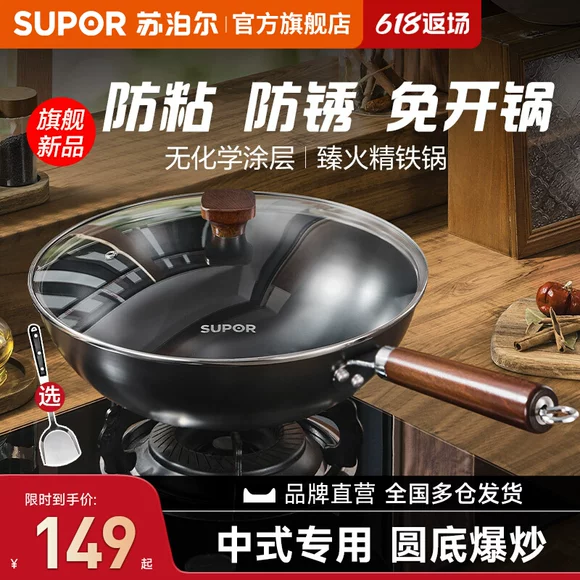 SUPOR 苏泊尔 官方旗舰店
618返场
旗舰
新品
防粘 防锈 免开锅
无化学涂层 臻火精铁锅
SUPOR
选
品牌直营 全国多仓发货
限时到手价:
¥149起
中式专用 圆底爆炒